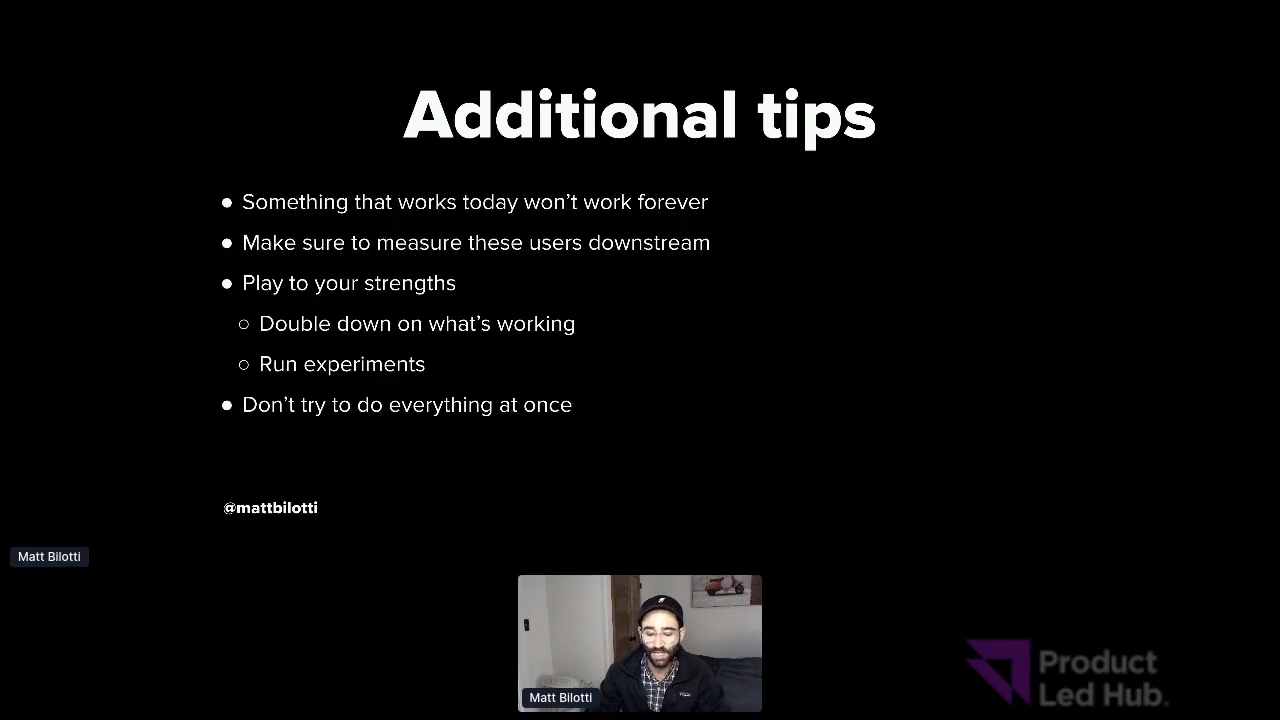 Additional tips
● Something that works today won’t work forever
● Make sure to measure these users downstream
● Play to your strengths
○ Double down on what’s working
○ Run experiments
● Don’t try to do everything at once
@mattbilotti
Matt Bilotti
Matt Bilotti
Product
Led Hub.